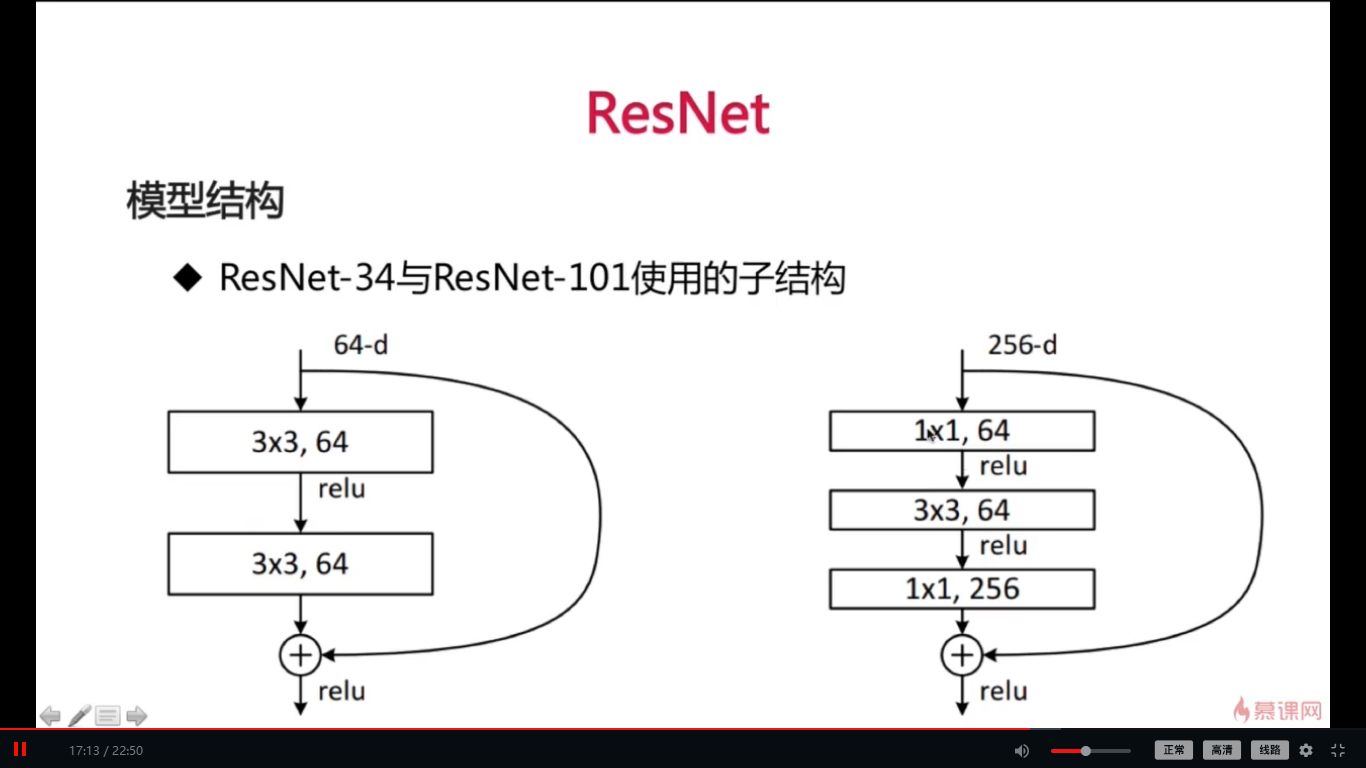 ResNet
模型结构
◆ ResNet-34与ResNet-101使用的子结构
64-d
3x3, 64
relu
3x3, 64
relu
256-d
1x1, 64
relu
3x3, 64
relu
1x1, 256
relu
慕课网
17:13 / 22:50
正常 高清 线路